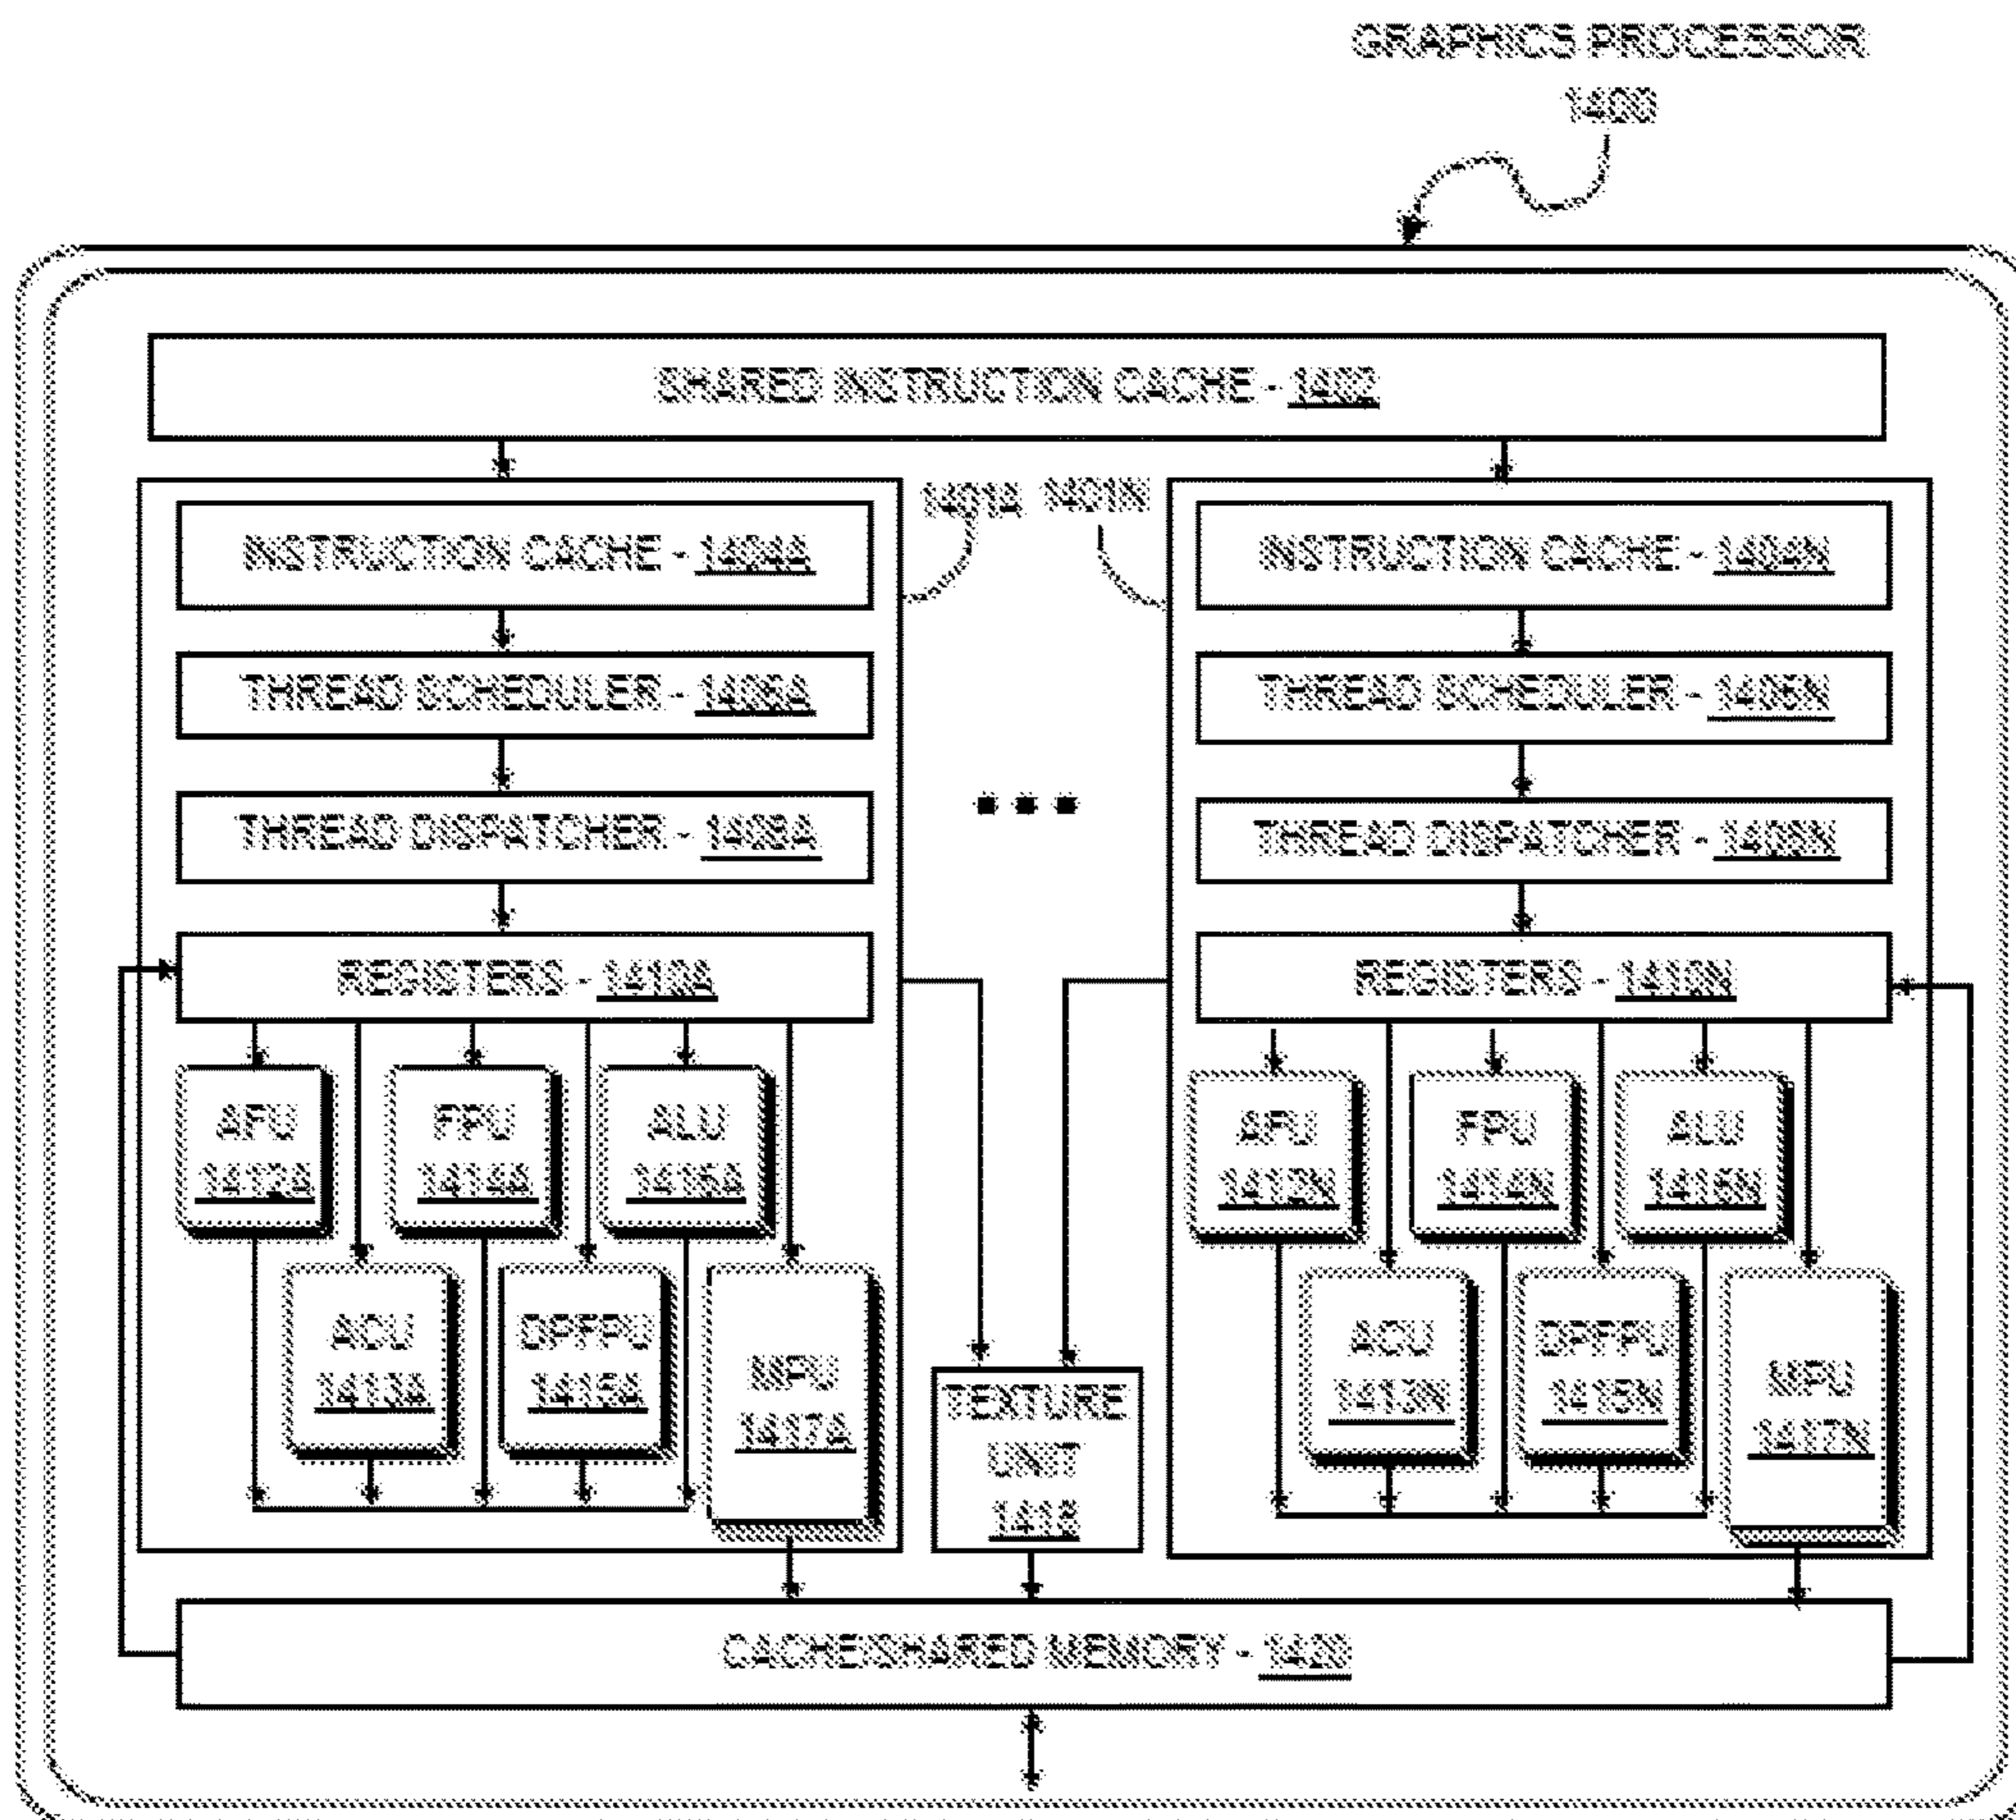 GRAPHICS PROCESSOR
1400
SHARED INSTRUCTION CACHE - 1402
1401A 1401N
INSTRUCTION CACHE - 1404A
INSTRUCTION CACHE - 1404N
THREAD SCHEDULER - 1406A
THREAD SCHEDULER - 1406N
THREAD DISPATCHER - 1408A
THREAD DISPATCHER - 1408N
REGISTERS - 1410A
REGISTERS - 1410N
AFU
1412A
FPU
1414A
ALU
1416A
AFU
1412N
FPU
1414N
ALU
1416N
ACU
1413A
DPFPU
1415A
MPU
1417A
TEXTURE
UNIT
1418
ACU
1413N
DPFPU
1415N
MPU
1417N
CACHE/SHARED MEMORY - 1420